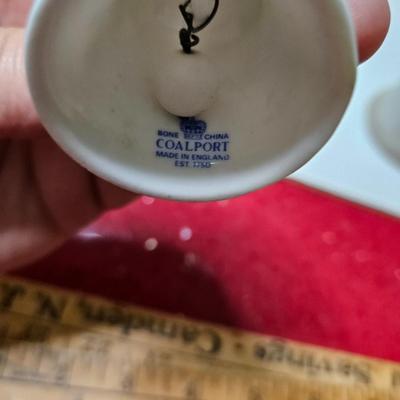 BONE CHINA
COALPORT
MADE IN ENGLAND
EST. 1750
Savings - Camden, N.J.